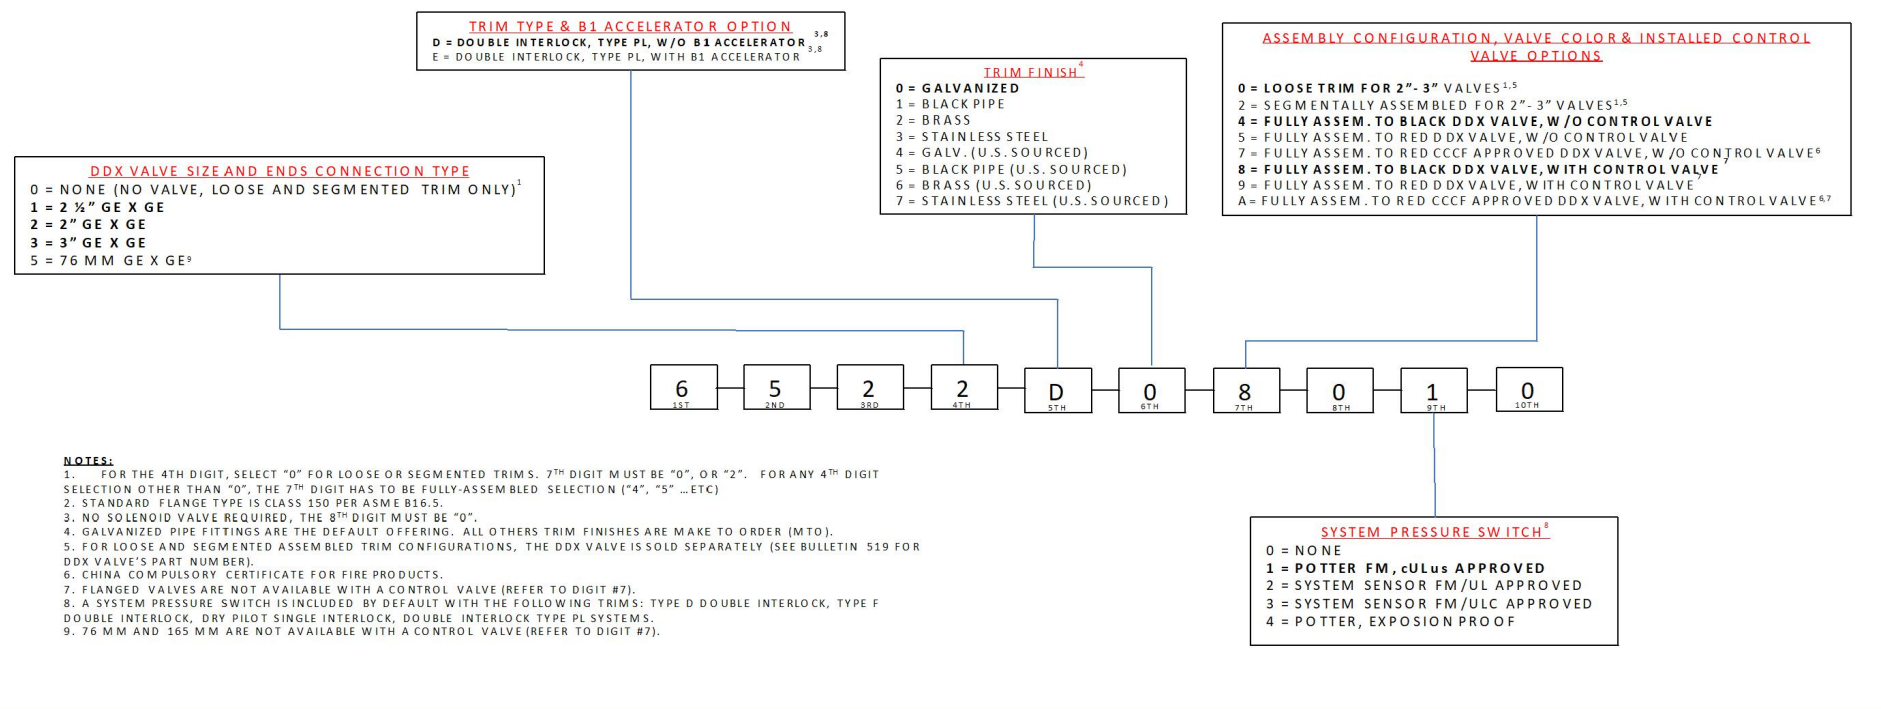 TRIM TYPE & B1 ACCELERATOR OPTION
D = DOUBLE INTERLOCK, TYPE PL, W/O B1 ACCELERATOR 3,8
E = DOUBLE INTERLOCK, TYPE PL, WITH B1 ACCELERATOR 3,8
TRIM FINISH4
0 = GALVANIZED
1 = BLACK PIPE
2 = BRASS
3 = STAINLESS STEEL
4 = GALV. (U.S. SOURCED)
5 = BLACK PIPE (U.S. SOURCED)
6 = BRASS (U.S. SOURCED)
7 = STAINLESS STEEL (U.S. SOURCED)
ASSEMBLY CONFIGURATION, VALVE COLOR & INSTALLED CONTROL
VALVE OPTIONS
0 = LOOSE TRIM FOR 2”- 3” VALVES1,5
2 = SEGMENTALLY ASSEMBLED FOR 2”- 3” VALVES1,5
4 = FULLY ASSEM. TO BLACK DDX VALVE, W/O CONTROL VALVE
5 = FULLY ASSEM. TO RED DDX VALVE, W/O CONTROL VALVE
7 = FULLY ASSEM. TO RED CCCF APPROVED DDX VALVE, W/O CONTROL VALVE6
8 = FULLY ASSEM. TO BLACK DDX VALVE, WITH CONTROL VALVE7
9 = FULLY ASSEM. TO RED DDX VALVE, WITH CONTROL VALVE7
A= FULLY ASSEM. TO RED CCCF APPROVED DDX VALVE, WITH CONTROL VALVE6,7
DDX VALVE SIZE AND ENDS CONNECTION TYPE
0 = NONE (NO VALVE, LOOSE AND SEGMENTED TRIM ONLY)1
1 = 2 ½” GE X GE
2 = 2” GE X GE
3 = 3” GE X GE
5 = 76 MM GE X GE9
6 5 2 2 D 0 8 0 1 0
1ST 2ND 3RD 4TH 5TH 6TH 7TH 8TH 9TH 10TH
NOTES:
1. FOR THE 4TH DIGIT, SELECT “0” FOR LOOSE OR SEGMENTED TRIMS. 7TH DIGIT MUST BE “0”, OR “2”. FOR ANY 4TH DIGIT
SELECTION OTHER THAN “0”, THE 7TH DIGIT HAS TO BE FULLY-ASSEMBLED SELECTION (“4”, “5” …ETC)
2. STANDARD FLANGE TYPE IS CLASS 150 PER ASME B16.5.
3. NO SOLENOID VALVE REQUIRED, THE 8TH DIGIT MUST BE “0”.
4. GALVANIZED PIPE FITTINGS ARE THE DEFAULT OFFERING. ALL OTHERS TRIM FINISHES ARE MAKE TO ORDER (MTO).
5. FOR LOOSE AND SEGMENTED ASSEMBLED TRIM CONFIGURATIONS, THE DDX VALVE IS SOLD SEPARATELY (SEE BULLETIN 519 FOR
DDX VALVE’S PART NUMBER).
6. CHINA COMPULSORY CERTIFICATE FOR FIRE PRODUCTS.
7. FLANGED VALVES ARE NOT AVAILABLE WITH A CONTROL VALVE (REFER TO DIGIT #7).
8. A SYSTEM PRESSURE SWITCH IS INCLUDED BY DEFAULT WITH THE FOLLOWING TRIMS: TYPE D DOUBLE INTERLOCK, TYPE F
DOUBLE INTERLOCK, DRY PILOT SINGLE INTERLOCK, DOUBLE INTERLOCK TYPE PL SYSTEMS.
9. 76 MM AND 165 MM ARE NOT AVAILABLE WITH A CONTROL VALVE (REFER TO DIGIT #7).
SYSTEM PRESSURE SWITCH8
0 = NONE
1 = POTTER FM, cULus APPROVED
2 = SYSTEM SENSOR FM/UL APPROVED
3 = SYSTEM SENSOR FM/ULC APPROVED
4 = POTTER, EXPOSION PROOF